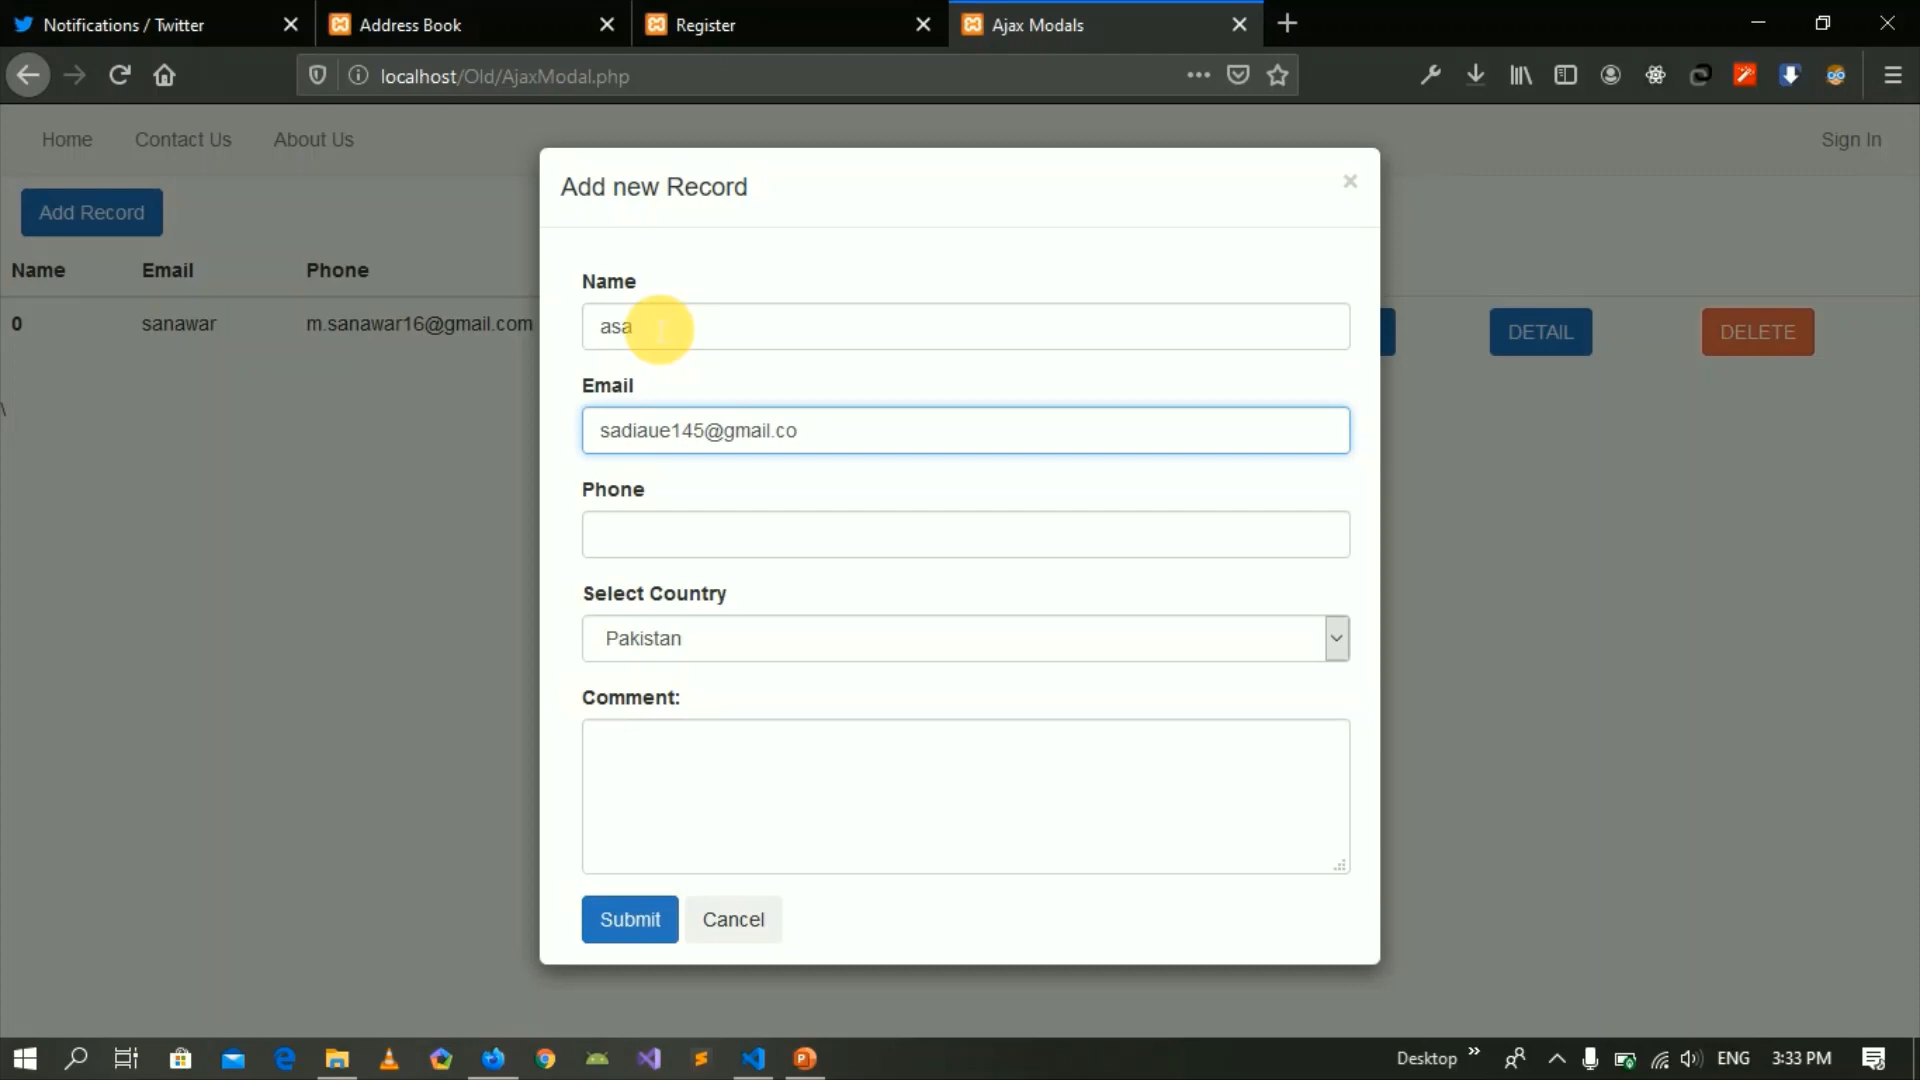 Notifications / Twitter
Address Book
Register
Ajax Modals
localhost/Old/AjaxModal.php
Home
Contact Us
About Us
Sign In
Add Record
Name
Email
Phone
0
sanawar
m.sanawar16@gmail.com
DETAIL
DELETE
\
Add new Record
×
Name
asa
Email
sadiaue145@gmail.co
Phone
Select Country
Pakistan
Comment:
Submit
Cancel
Desktop
ENG
3:33 PM